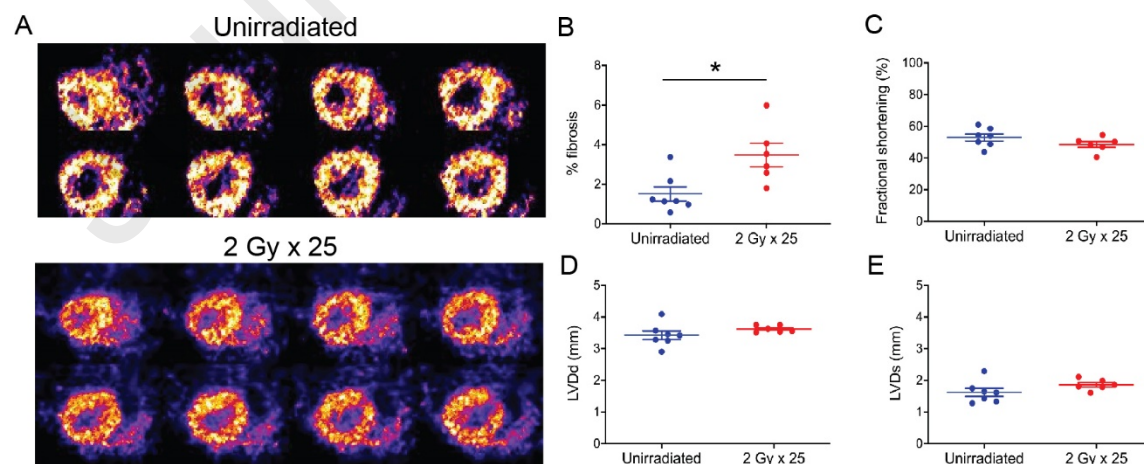 A
Unirradiated
2 Gy x 25
B
% fibrosis
8
6
4
2
0
*
Unirradiated
2 Gy x 25
C
Fractional shortening (%)
100
80
60
40
20
0
Unirradiated
2 Gy x 25
D
LVDd (mm)
5
4
3
2
1
0
Unirradiated
2 Gy x 25
E
LVDs (mm)
5
4
3
2
1
0
Unirradiated
2 Gy x 25